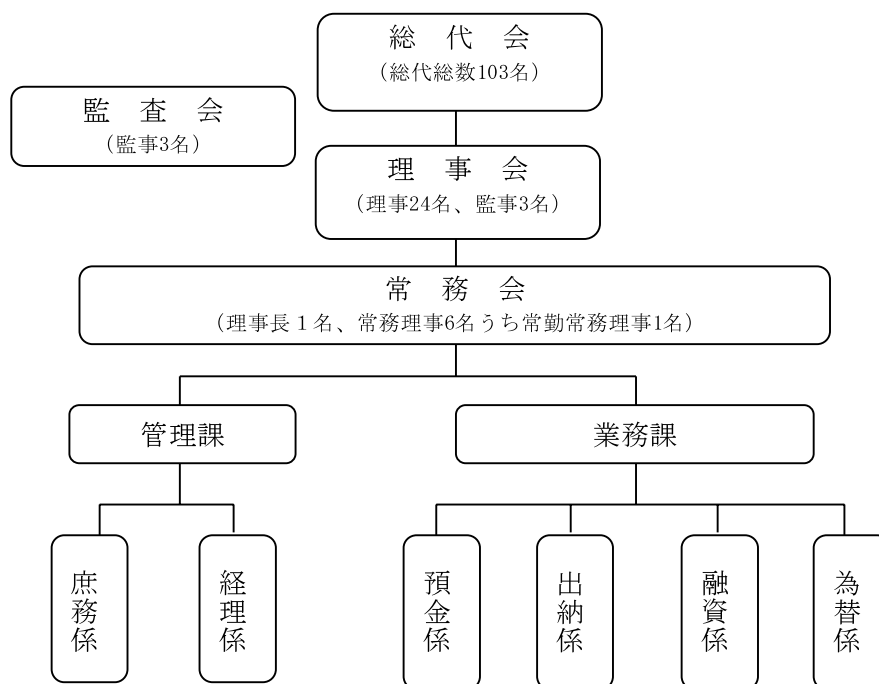 総　代　会
（総代総数103名）
監　査　会
（監事3名）
理　事　会
（理事24名、監事3名）
常　務　会
（理事長１名、常務理事6名うち常勤常務理事1名）
管理課
業務課
庶務係
経理係
預金係
出納係
融資係
為替係